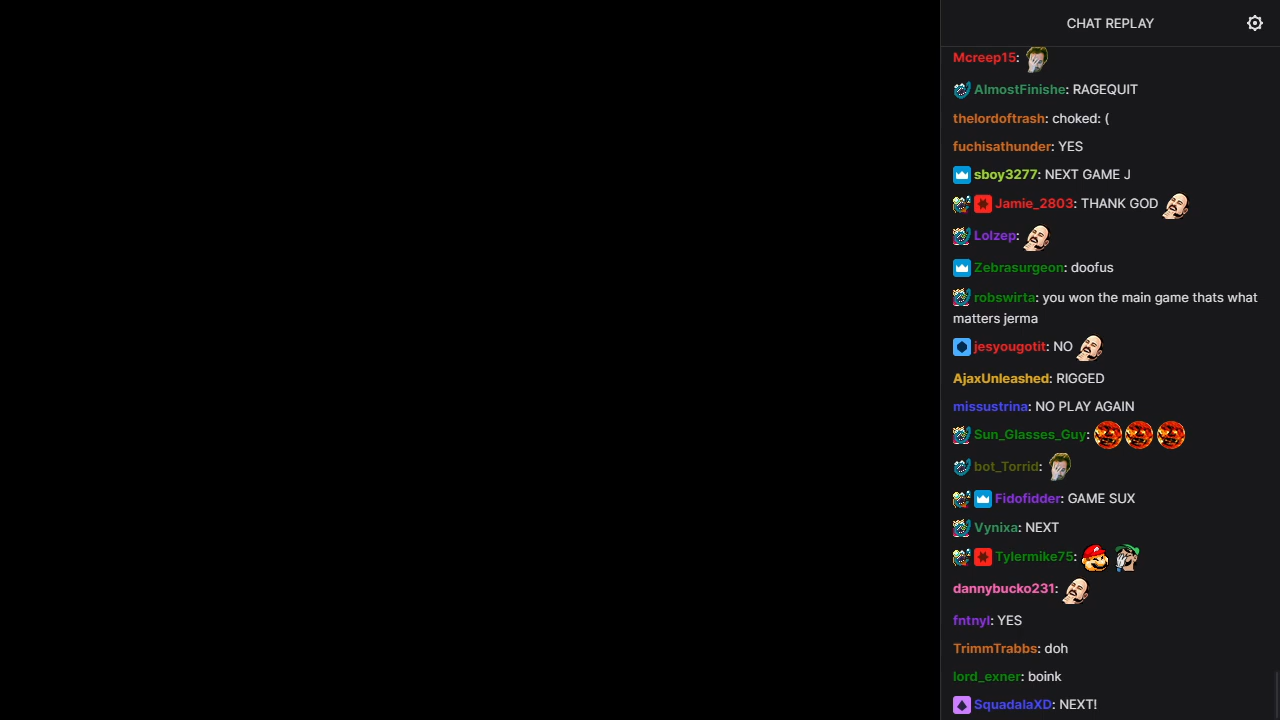 CHAT REPLAY
Mcreep15:
AlmostFinishe: RAGEQUIT
thelordoftrash: choked: (
fuchisathunder: YES
sboy3277: NEXT GAME J
Jamie_2803: THANK GOD
Lolzep:
Zebrasurgeon: doofus
robswirta: you won the main game thats what
matters jerma
jesyougotit: NO
AjaxUnleashed: RIGGED
missustrina: NO PLAY AGAIN
Sun_Glasses_Guy:
bot_Torrid:
Fidofidder: GAME SUX
Vynixa: NEXT
Tylermike75:
dannybucko231:
fntnyl: YES
TrimmTrabbs: doh
lord_exner: boink
SquadalaXD: NEXT!